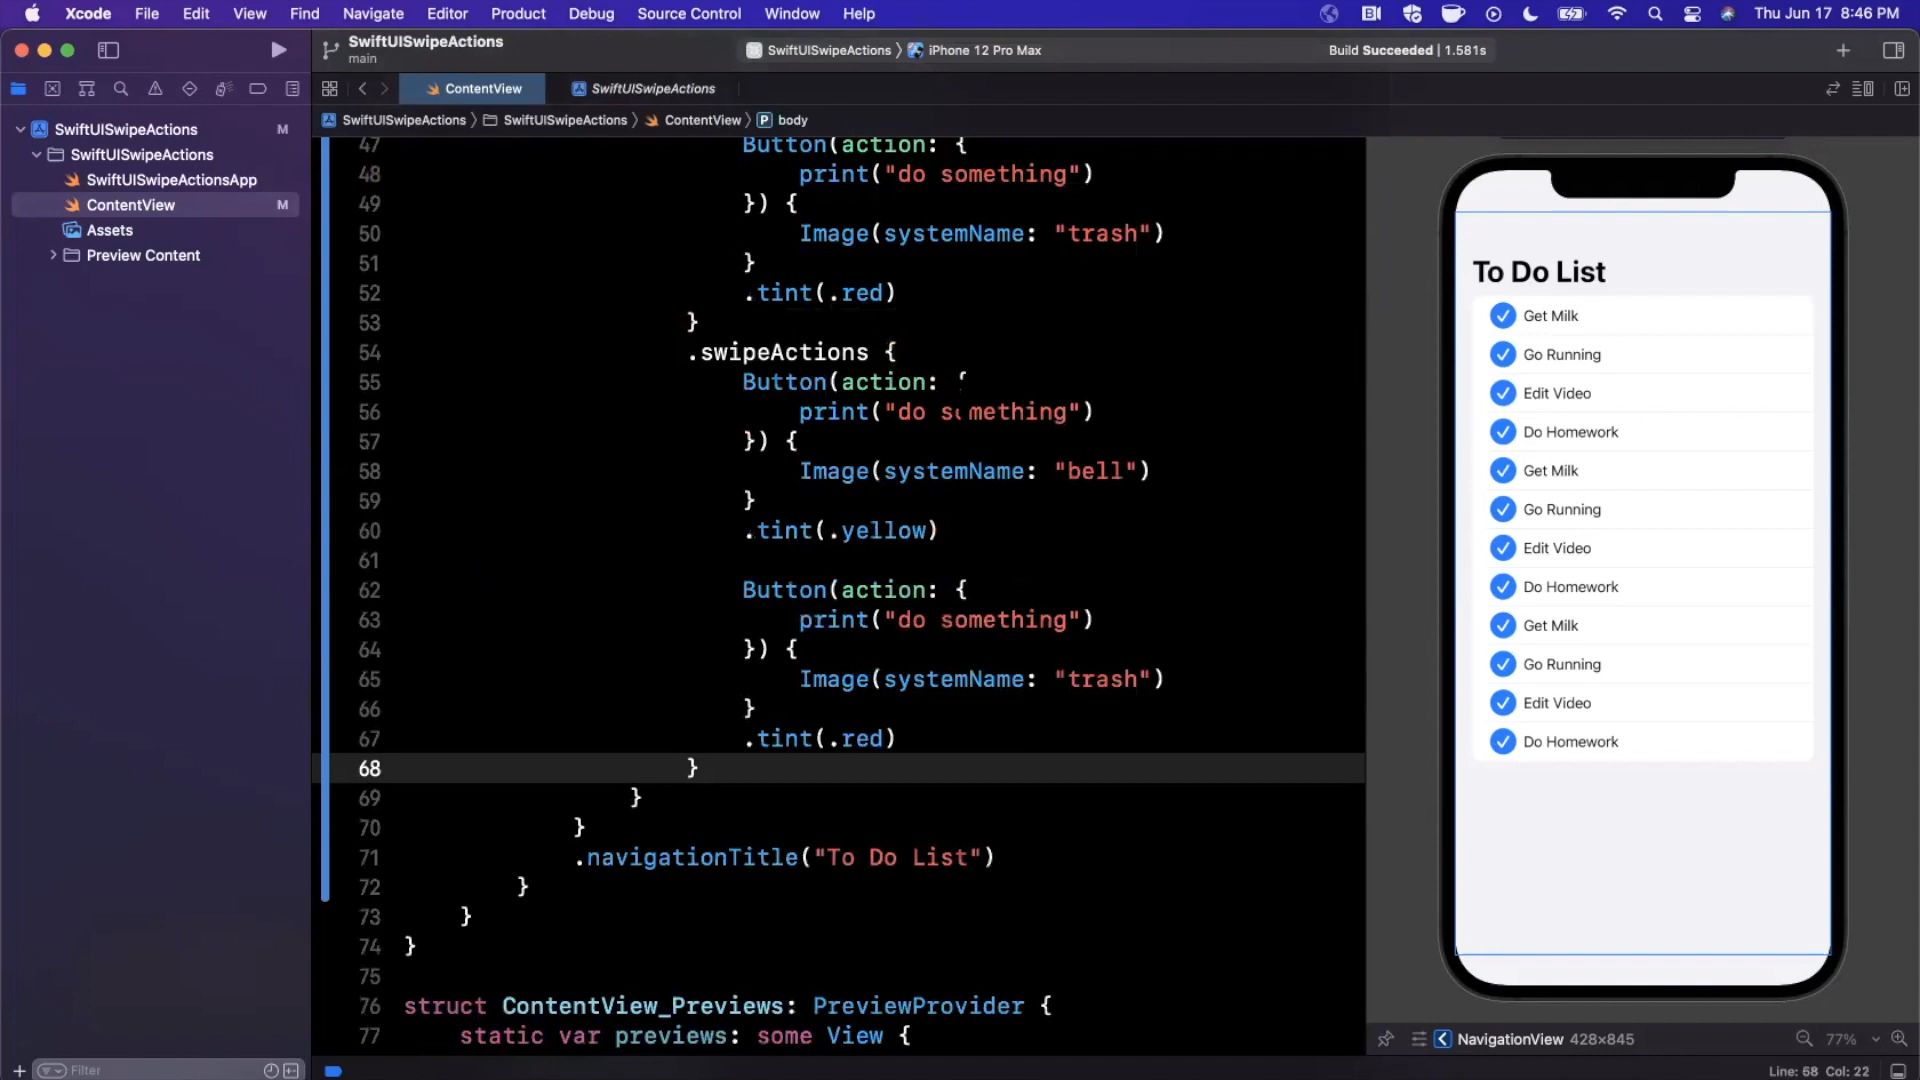 Xcode File Edit View Find Navigate Editor Product Debug Source Control Window Help Thu Jun 17 8:46 PM
SwiftUISwipeActions
main
SwiftUISwipeActions iPhone 12 Pro Max Build Succeeded | 1.581s
ContentView SwiftUISwipeActions
SwiftUISwipeActions SwiftUISwipeActions ContentView P body
SwiftUISwipeActions M
SwiftUISwipeActions
SwiftUISwipeActionsApp
ContentView M
Assets
Preview Content
47 Button(action: {
48 print("do something")
49 }) {
50 Image(systemName: "trash")
51 }
52 .tint(.red)
53 }
54 .swipeActions {
55 Button(action: {
56 print("do something")
57 }) {
58 Image(systemName: "bell")
59 }
60 .tint(.yellow)
61
62 Button(action: {
63 print("do something")
64 }) {
65 Image(systemName: "trash")
66 }
67 .tint(.red)
68 }
69 }
70 }
71 .navigationTitle("To Do List")
72 }
73 }
74 }
75
76 struct ContentView_Previews: PreviewProvider {
77 static var previews: some View {
To Do List
Get Milk
Go Running
Edit Video
Do Homework
Get Milk
Go Running
Edit Video
Do Homework
Get Milk
Go Running
Edit Video
Do Homework
NavigationView 428×845 77%
Filter
Line: 68 Col: 22